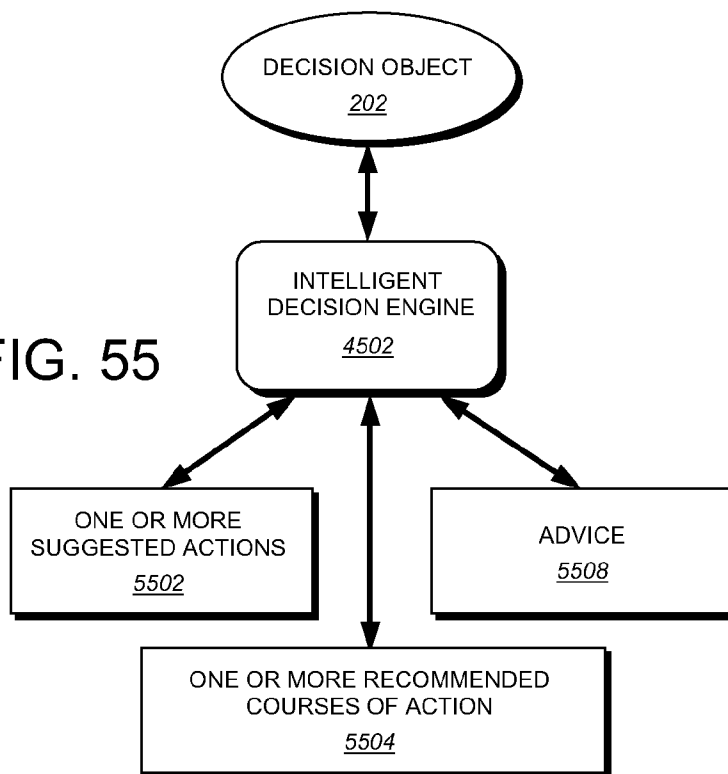 DECISION OBJECT
202
INTELLIGENT
DECISION ENGINE
4502
FIG. 55
ONE OR MORE
SUGGESTED ACTIONS
5502
ADVICE
5508
ONE OR MORE RECOMMENDED
COURSES OF ACTION
5504